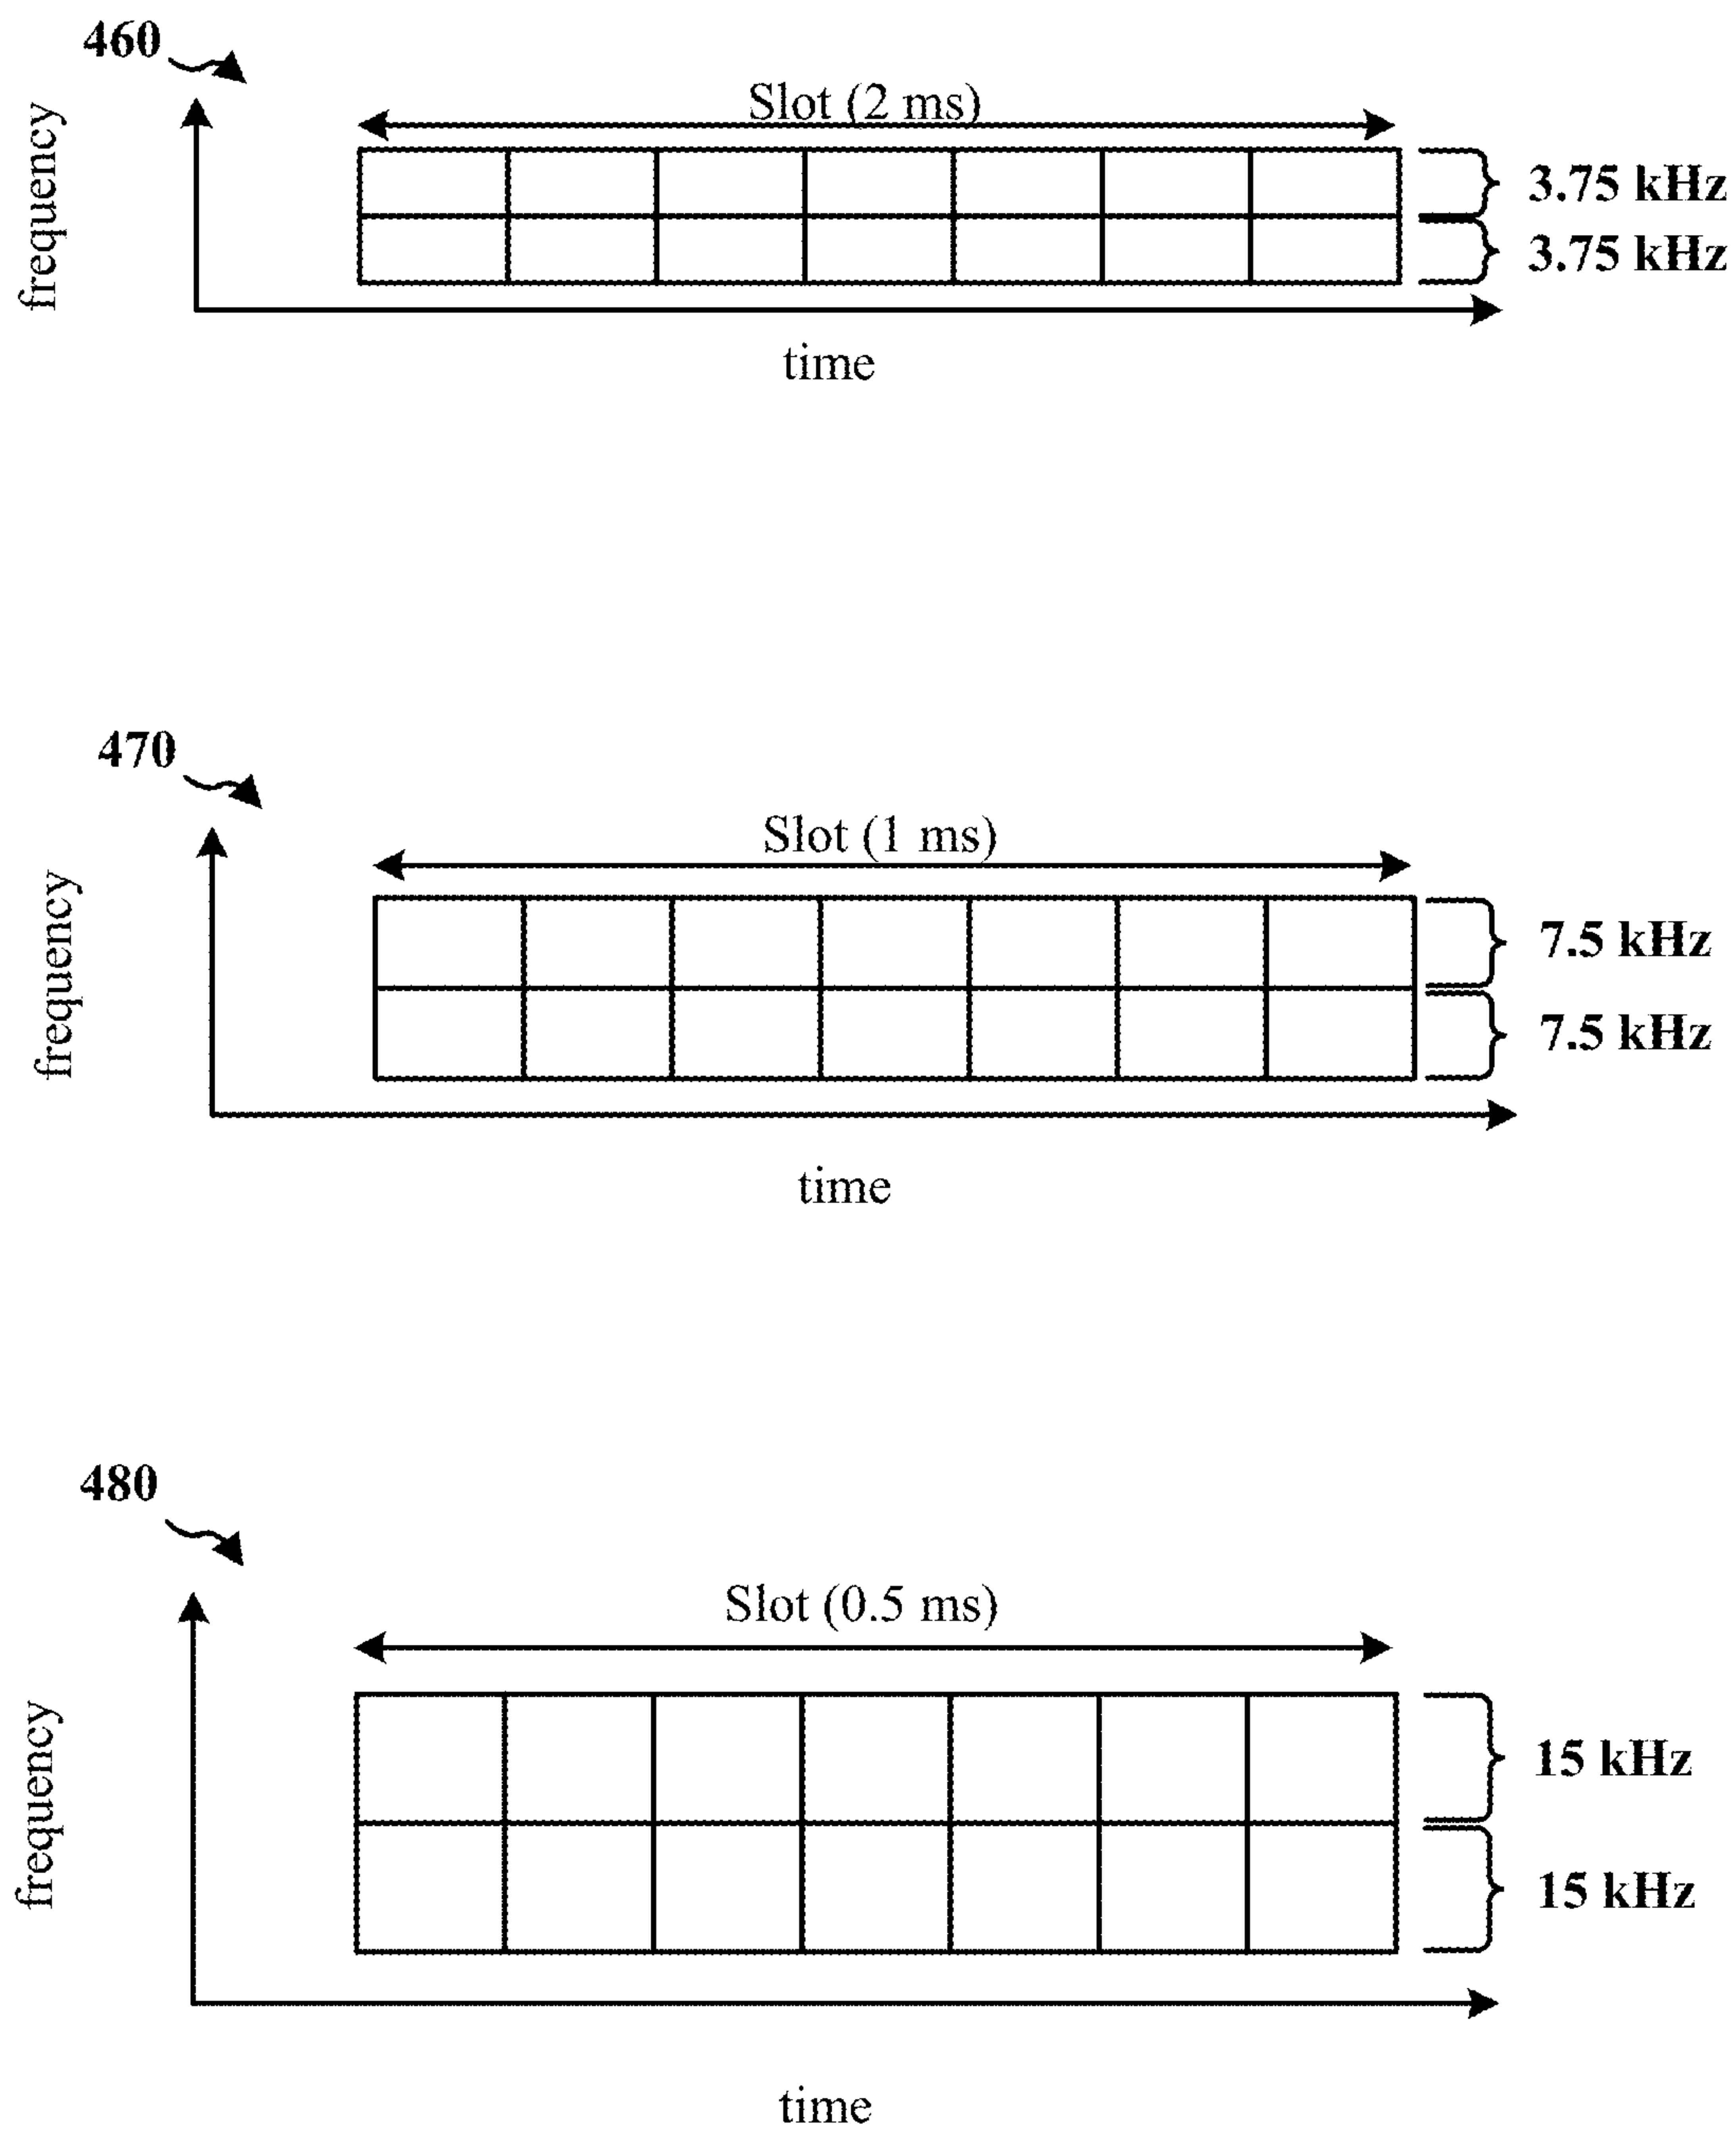 460
Slot (2 ms)
frequency
3.75 kHz
3.75 kHz
time
470
Slot (1 ms)
frequency
7.5 kHz
7.5 kHz
time
480
Slot (0.5 ms)
frequency
15 kHz
15 kHz
time